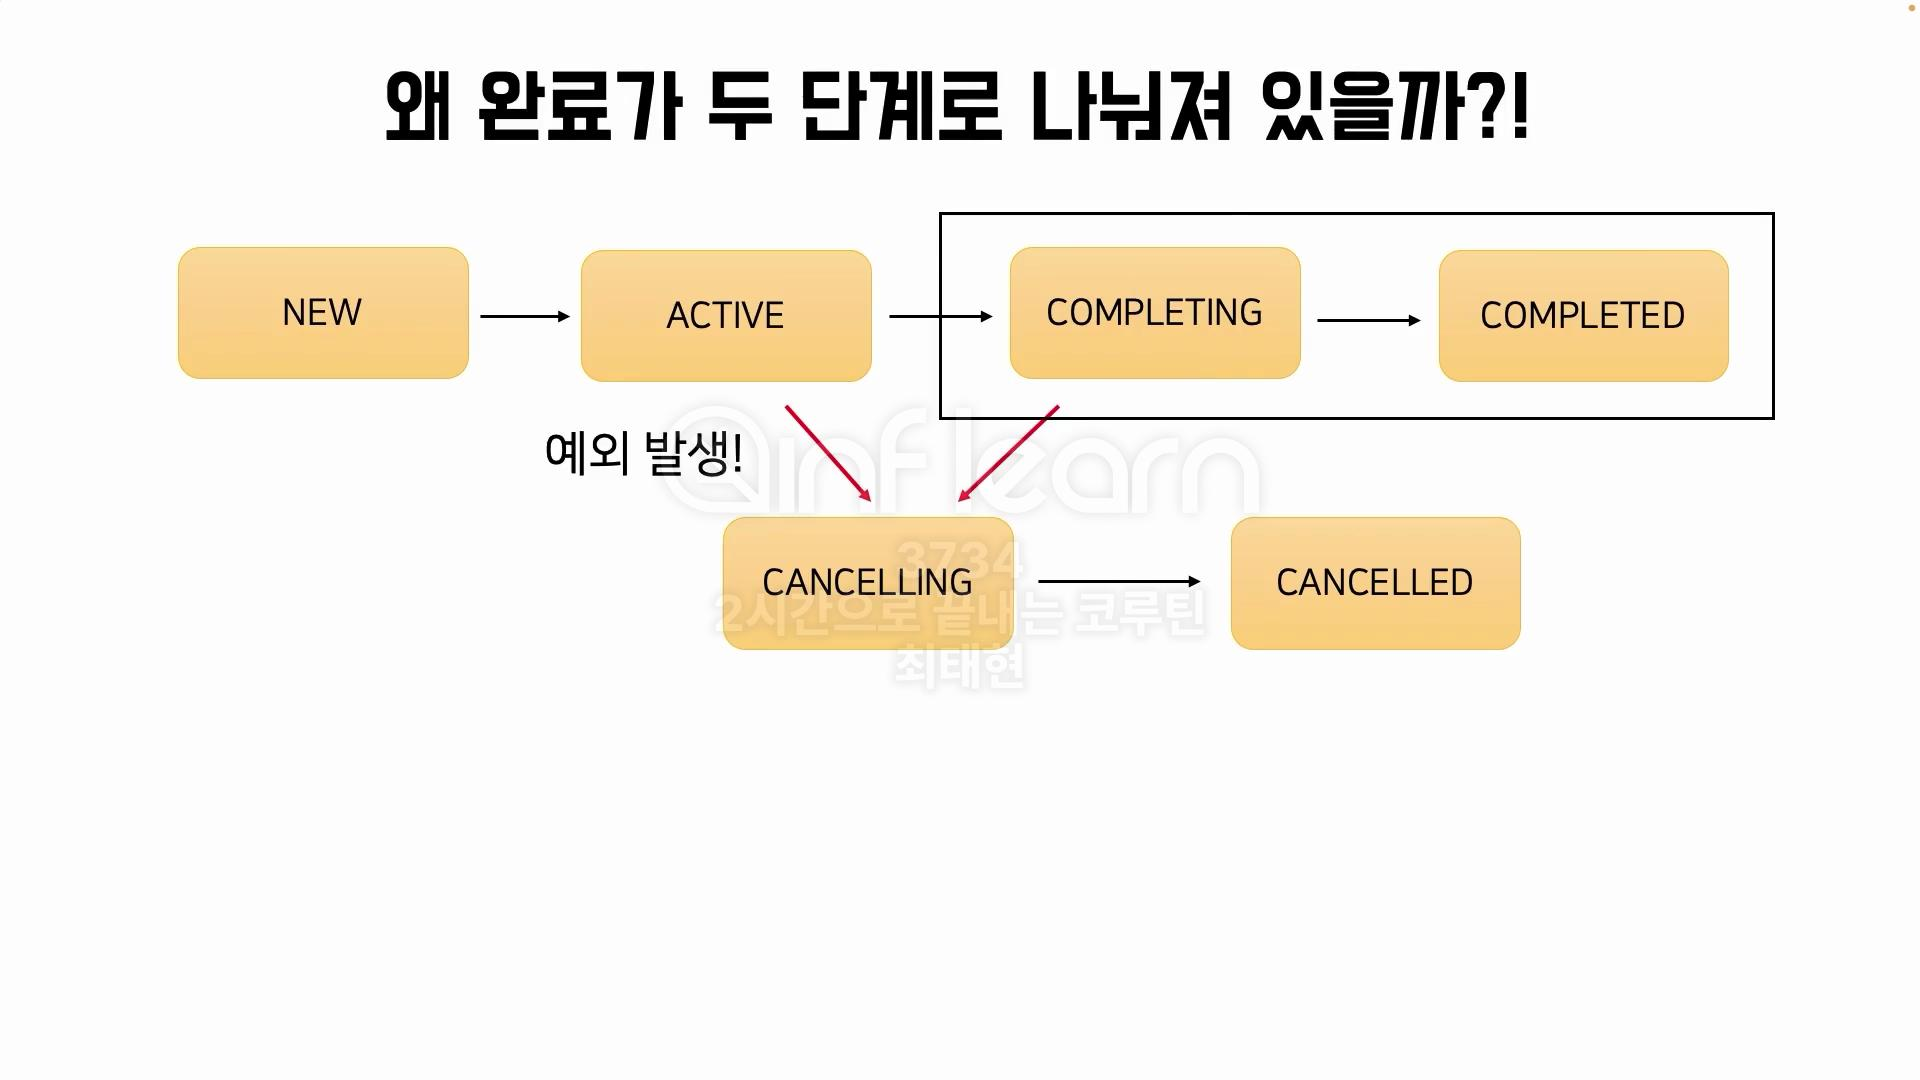 왜 완료가 두 단계로 나눠져 있을까?!
NEW
ACTIVE
COMPLETING
COMPLETED
예외 발생!
inflearn
CANCELLING
CANCELLED
3734
2시간으로 끝내는 코루틴
최태현